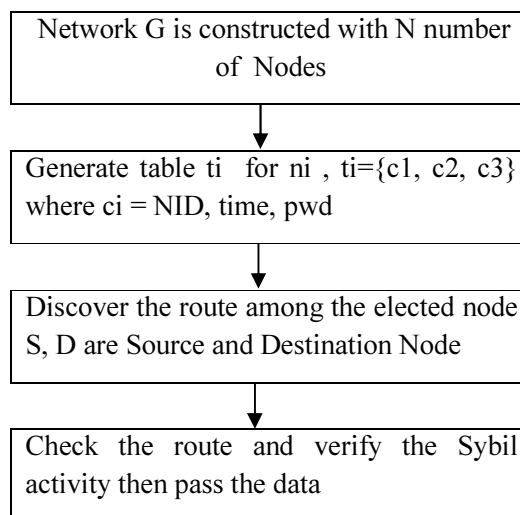 Network G is constructed with N number
of Nodes
Generate table ti for ni , ti={c1, c2, c3}
where ci = NID, time, pwd
Discover the route among the elected node
S, D are Source and Destination Node
Check the route and verify the Sybil
activity then pass the data